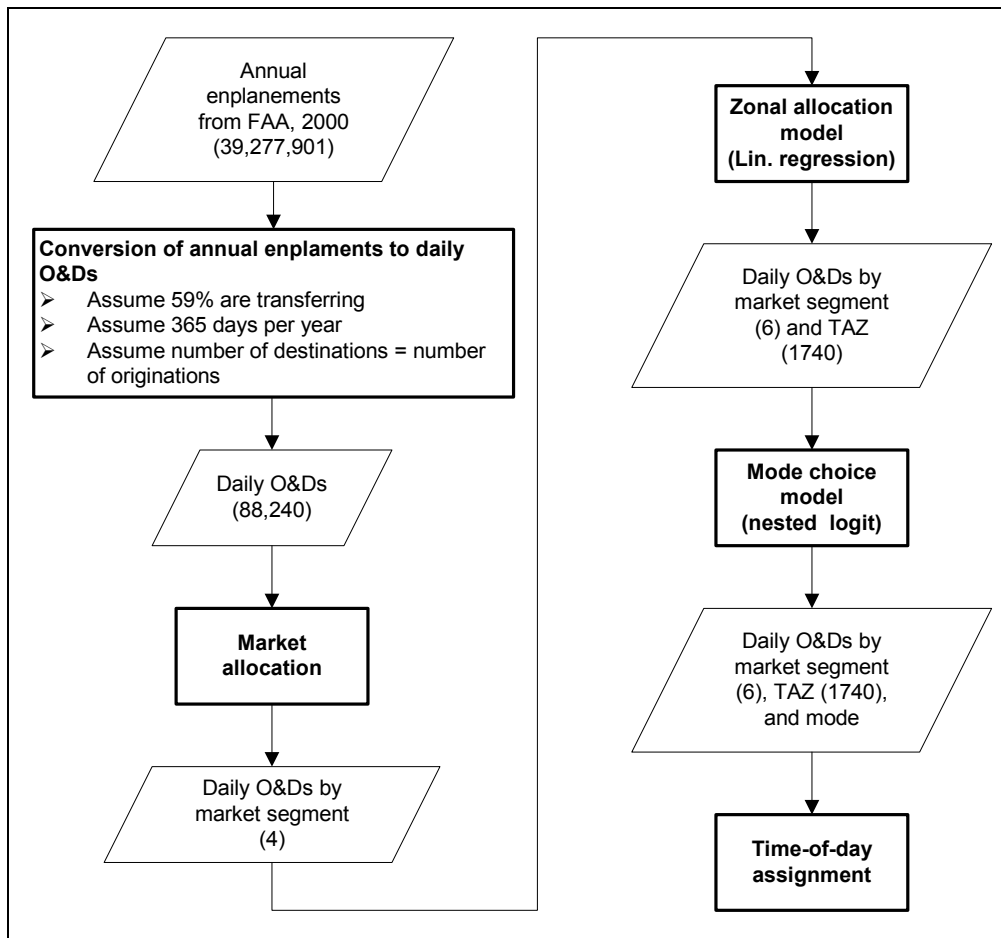 Annual
enplanements
from FAA, 2000
(39,277,901)
Conversion of annual enplaments to daily
O&Ds
➢ Assume 59% are transferring
➢ Assume 365 days per year
➢ Assume number of destinations = number
of originations
Daily O&Ds
(88,240)
Market
allocation
Daily O&Ds by
market segment
(4)
Zonal allocation
model
(Lin. regression)
Daily O&Ds by
market segment
(6) and TAZ
(1740)
Mode choice
model
(nested logit)
Daily O&Ds by
market segment
(6), TAZ (1740),
and mode
Time-of-day
assignment